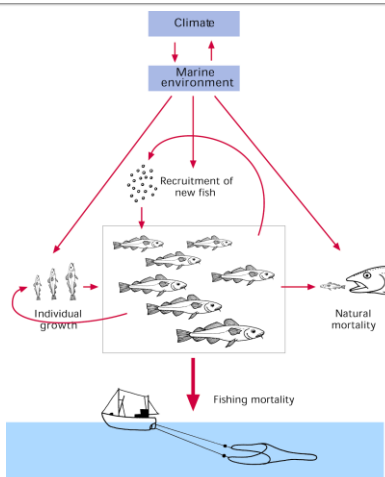 Climate
Marine
environment
Recruitment of
new fish
Individual
growth
Natural
mortality
Fishing mortality